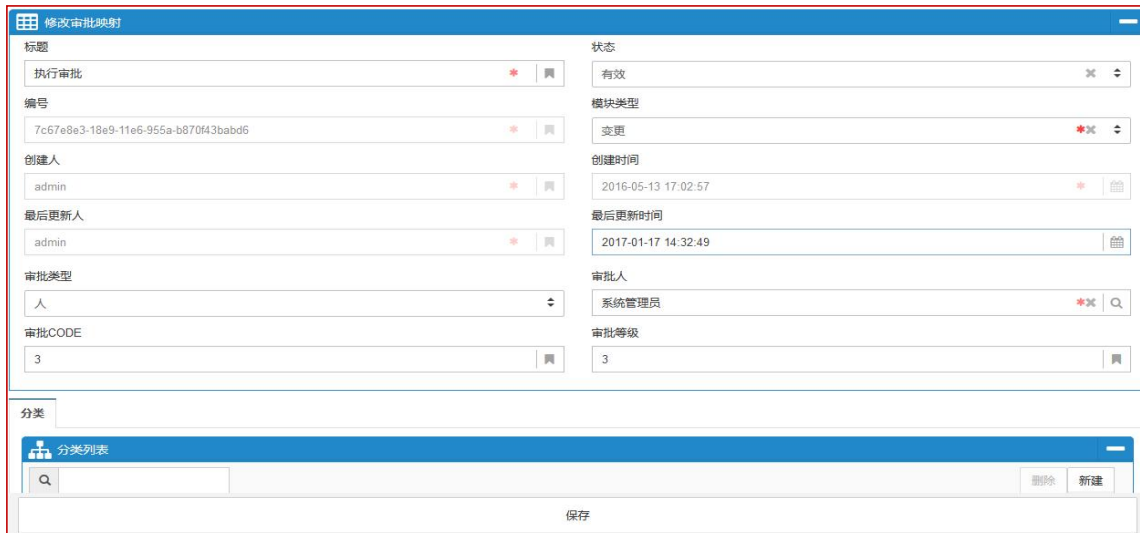 修改审批映射
标题 状态
执行审批 * 有效
编号 模块类型
7c67e8e3-18e9-11e6-955a-b870f43babd6 * 变更 *
创建人 创建时间
admin * 2016-05-13 17:02:57 *
最后更新人 最后更新时间
admin * 2017-01-17 14:32:49
审批类型 审批人
人 系统管理员 *
审批CODE 审批等级
3 3
分类
分类列表
删除 新建
保存